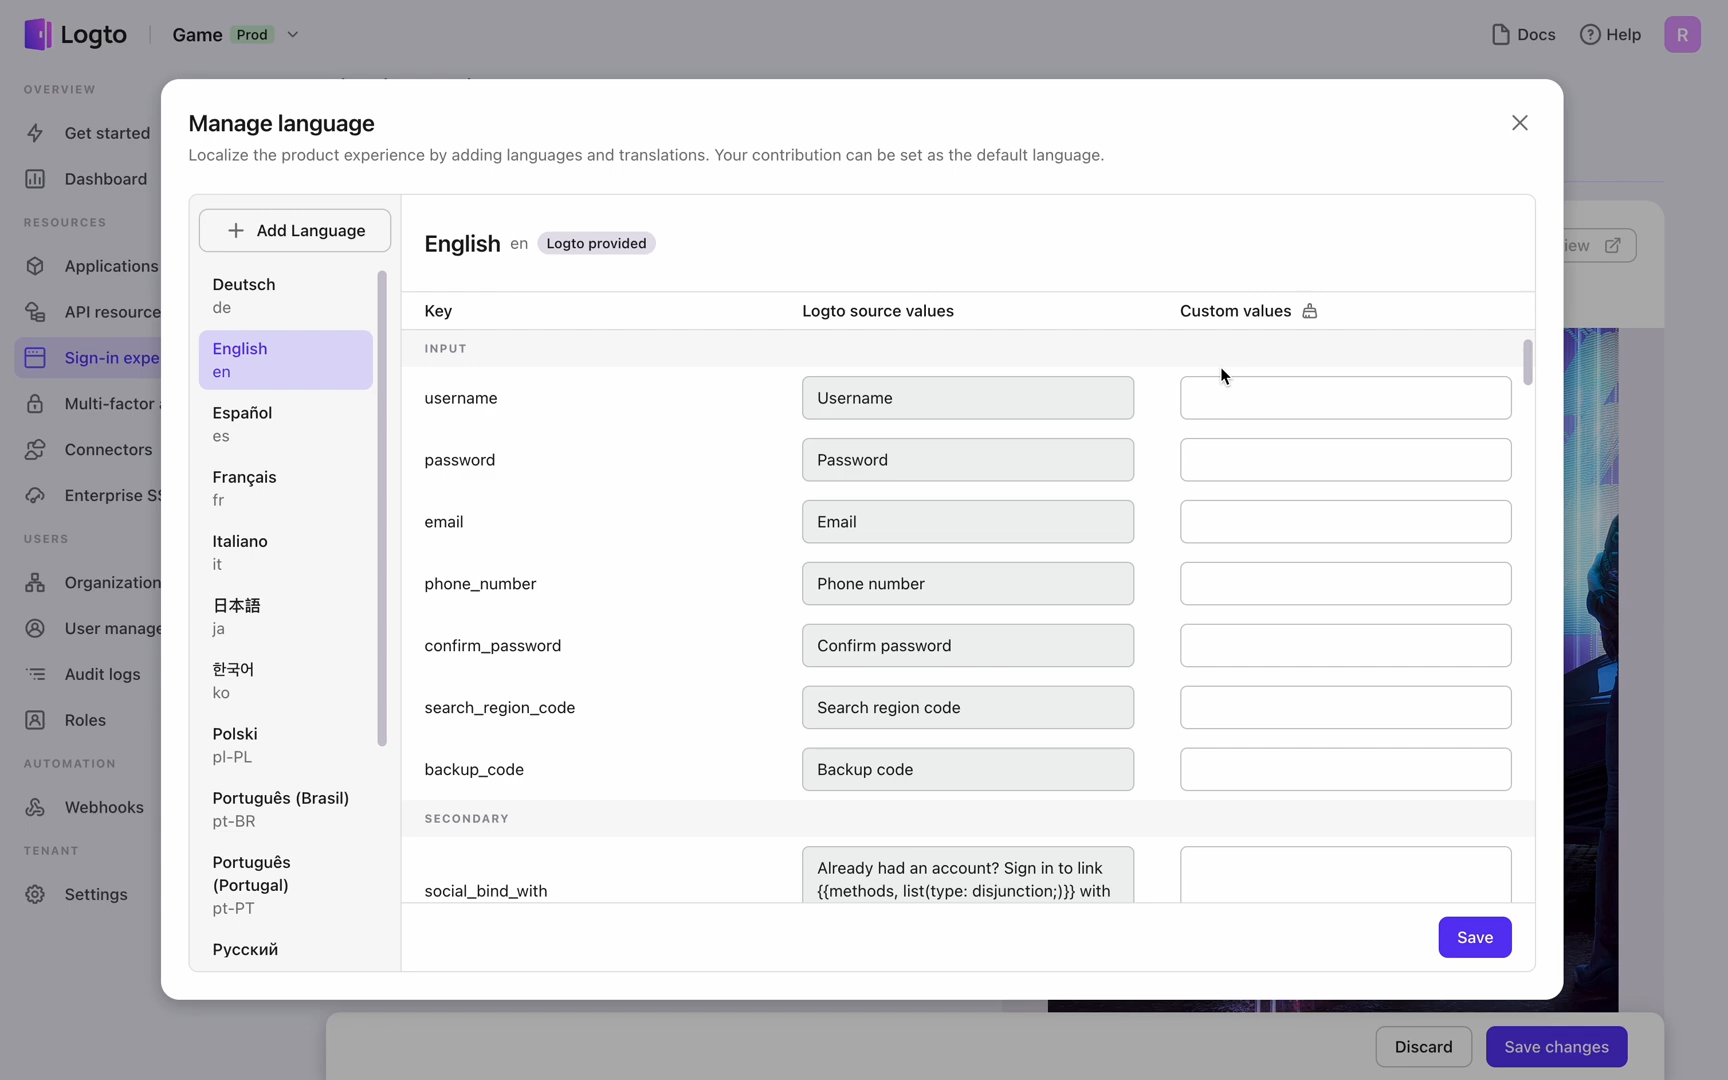 Logto
Game Prod
Docs
Help
R
OVERVIEW
Get started
Dashboard
RESOURCES
Applications
API resource
Sign-in expe
Multi-factor
Connectors
Enterprise
USERS
Organization
User manage
Audit logs
Roles
AUTOMATION
Webhooks
TENANT
Settings
Manage language
Localize the product experience by adding languages and translations. Your contribution can be set as the default language.
Add Language
Deutsch
de
English
en
Español
es
Français
fr
Italiano
it
日本語
ja
한국어
ko
Polski
pl-PL
Português (Brasil)
pt-BR
Português
(Portugal)
pt-PT
Русский
English en Logto provided
Key Logto source values Custom values
INPUT
username Username
password Password
email Email
phone_number Phone number
confirm_password Confirm password
search_region_code Search region code
backup_code Backup code
SECONDARY
Already had an account? Sign in to link
social_bind_with {{methods, list(type: disjunction;)}} with
Save
iew
Discard
Save changes